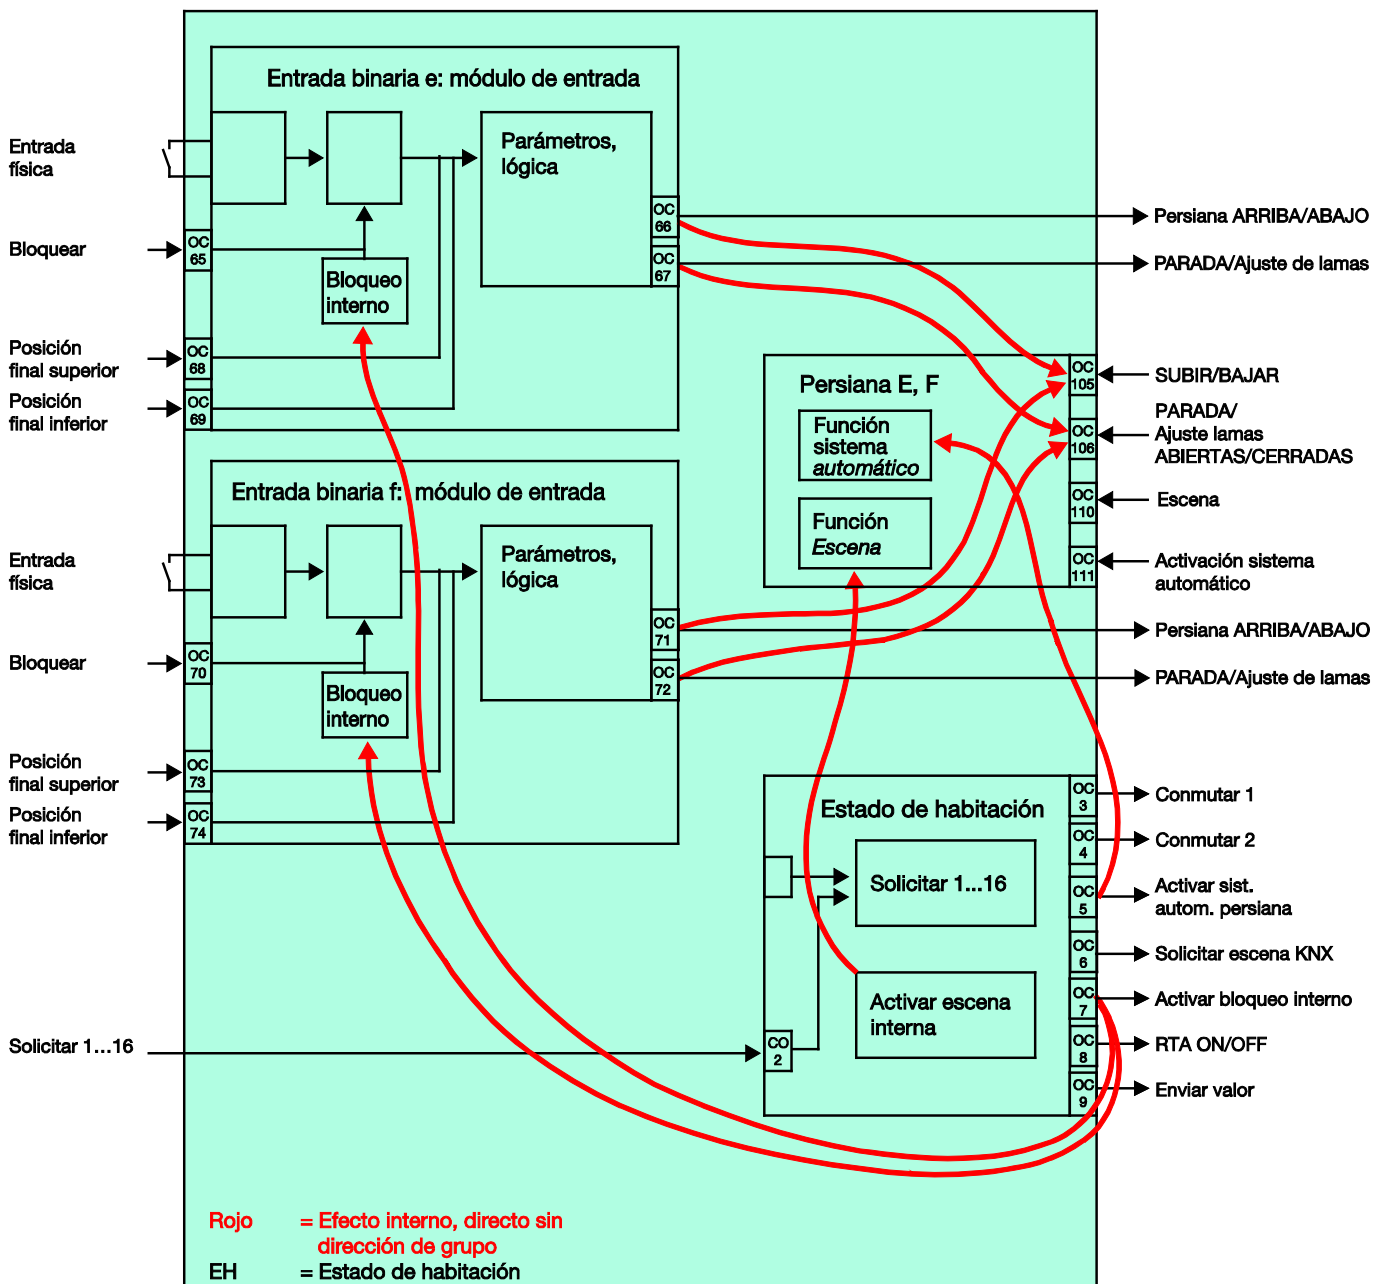 Entrada binaria e: módulo de entrada
Entrada
física
Parámetros,
lógica
OC
66
Persiana ARRIBA/ABAJO
Bloquear
OC
65
OC
67
PARADA/Ajuste de lamas
Bloqueo
interno
Posición
final superior
OC
68
Posición
final inferior
OC
69
Persiana E, F
OC
105
SUBIR/BAJAR
Función
sistema
automático
OC
106
PARADA/
Ajuste lamas
ABIERTAS/CERRADAS
Función
Escena
OC
110
Escena
OC
111
Activación sistema
automático
Entrada binaria f: módulo de entrada
Entrada
física
Parámetros,
lógica
OC
71
Persiana ARRIBA/ABAJO
Bloquear
OC
70
OC
72
PARADA/Ajuste de lamas
Bloqueo
interno
Posición
final superior
OC
73
Posición
final inferior
OC
74
Estado de habitación
OC
3
Conmutar 1
OC
4
Conmutar 2
Solicitar 1...16
OC
5
Activar sist.
autom. persiana
OC
6
Solicitar escena KNX
Activar escena
interna
OC
7
Activar bloqueo interno
Solicitar 1...16
CO
2
OC
8
RTA ON/OFF
OC
9
Enviar valor
Rojo = Efecto interno, directo sin
dirección de grupo
EH = Estado de habitación